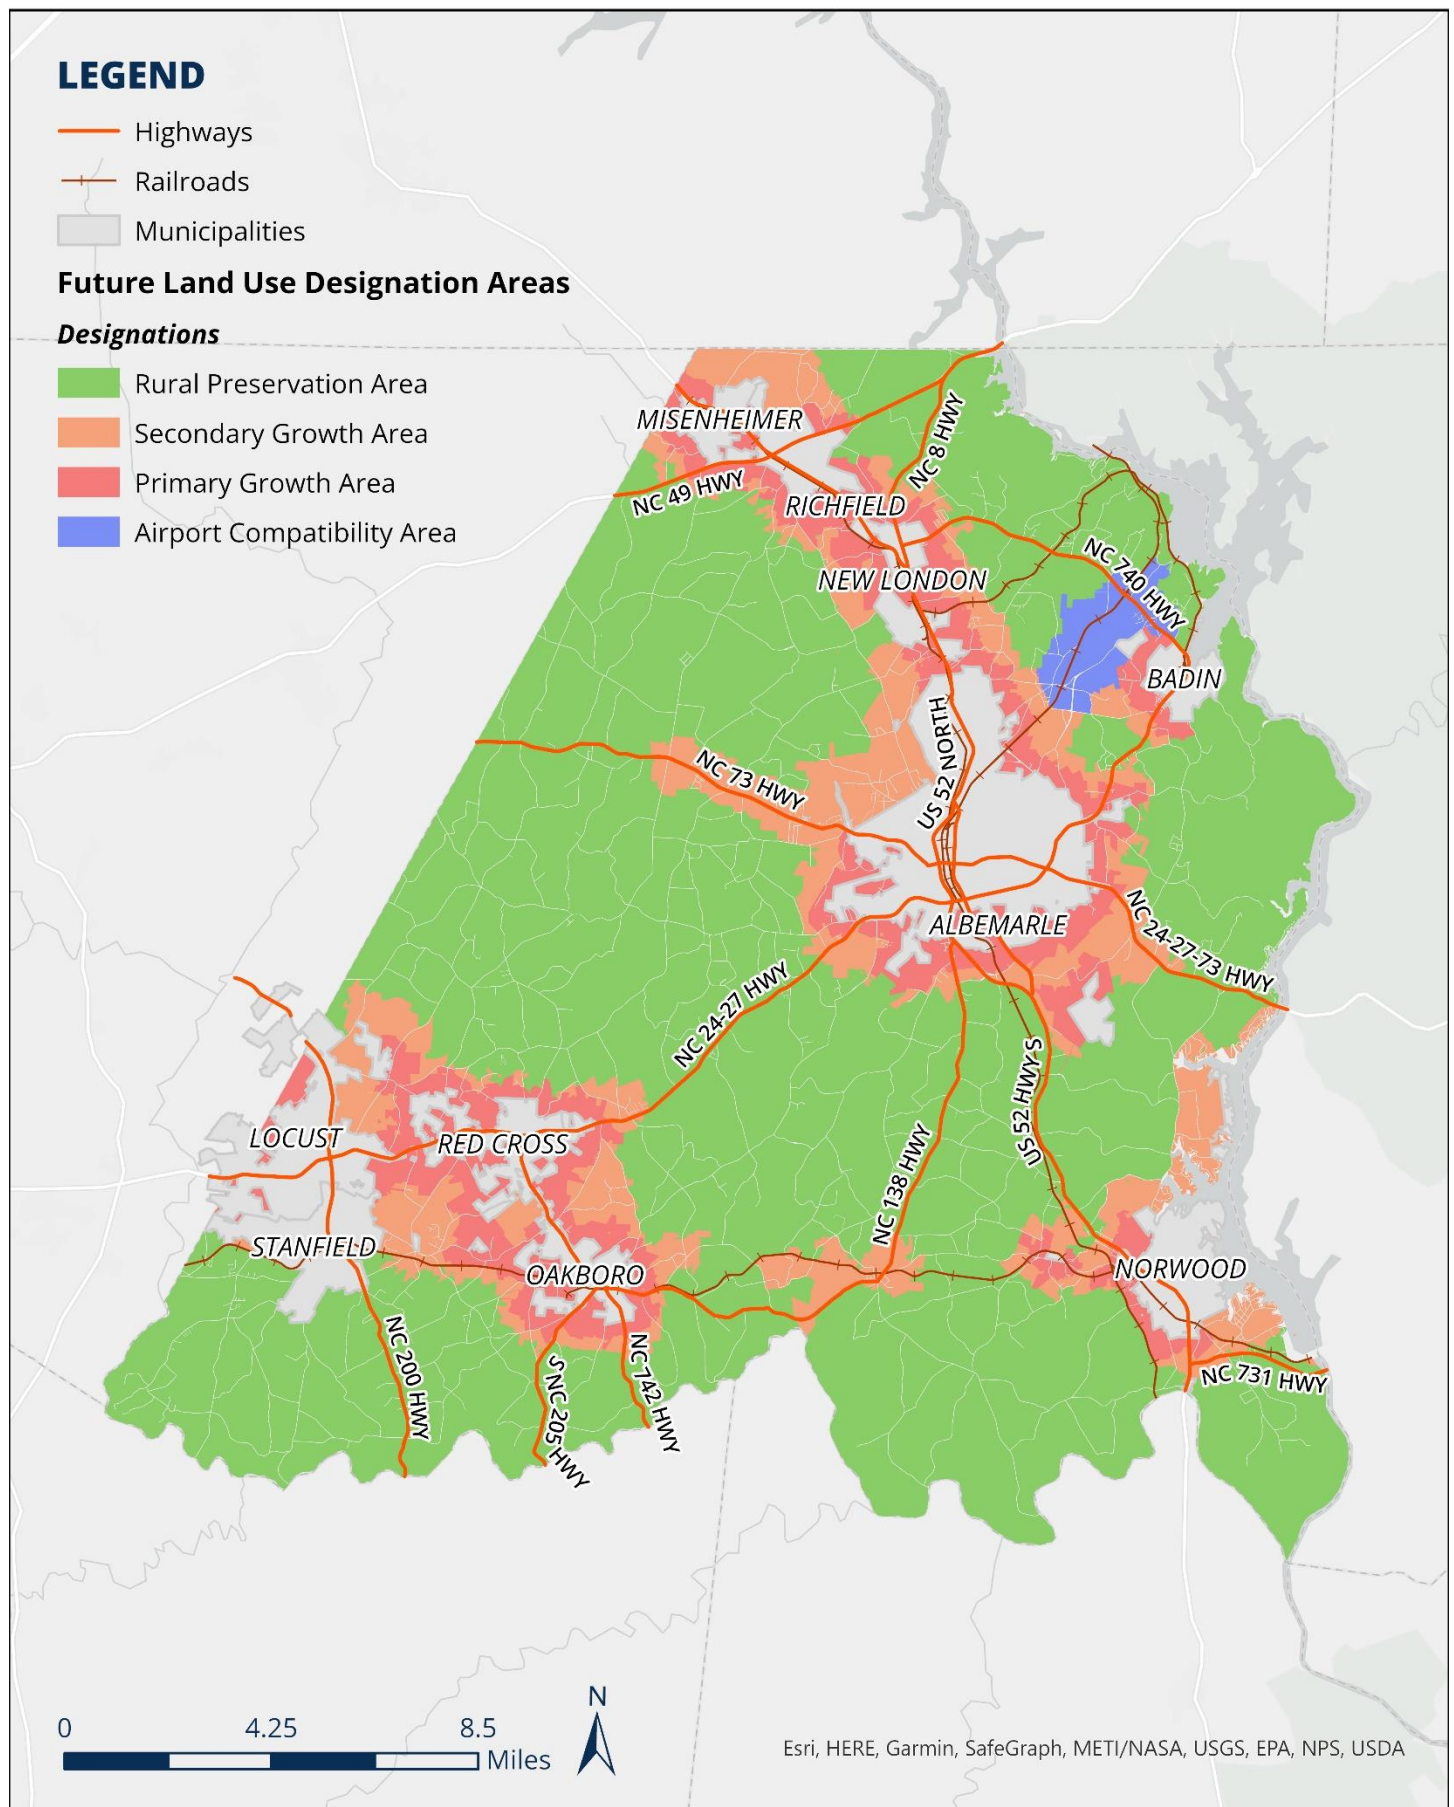 LEGEND
Highways
Railroads
Municipalities
Future Land Use Designation Areas
Designations
Rural Preservation Area
Secondary Growth Area
Primary Growth Area
Airport Compatibility Area
MISENHEIMER
NC 8 HWY
NC 49 HWY
RICHFIELD
NC 740 HWY
NEW LONDON
BADIN
US 52 NORTH
NC 73 HWY
ALBEMARLE
NC 24-27-73 HWY
NC 24-27 HWY
US 52 HWY S
LOCUST
RED CROSS
NC 138 HWY
STANFIELD
OAKBORO
NORWOOD
NC 200 HWY
S NC 205 HWY
NC 742 HWY
NC 731 HWY
N
0 4.25 8.5
Miles
Esri, HERE, Garmin, SafeGraph, METI/NASA, USGS, EPA, NPS, USDA